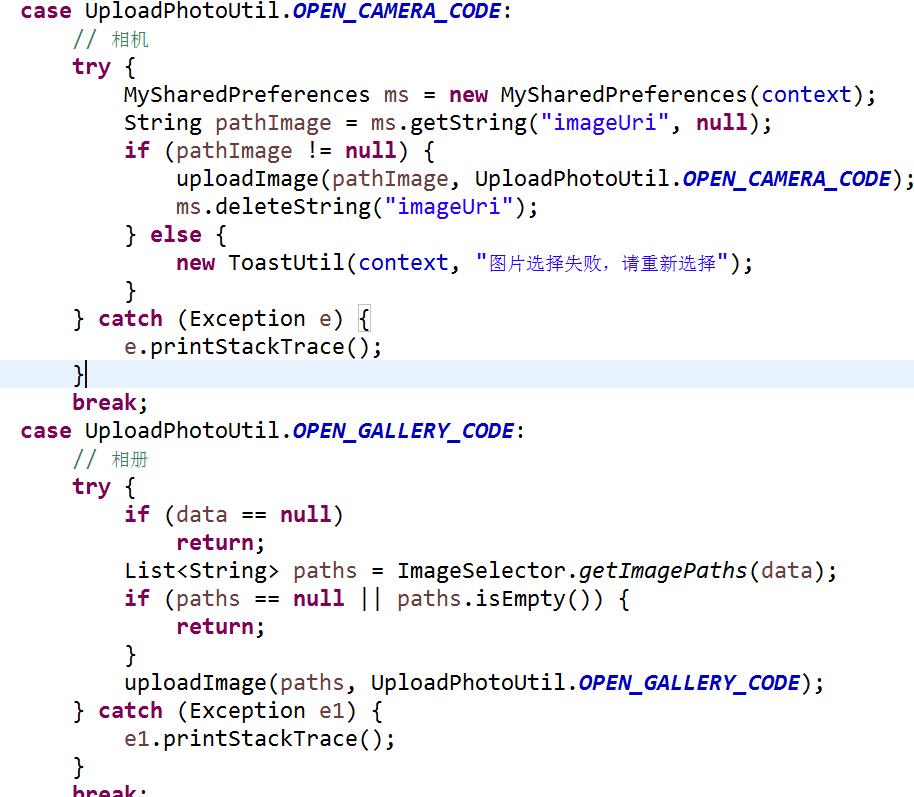 case UploadPhotoUtil.OPEN_CAMERA_CODE:
    // 相机
    try {
        MySharedPreferences ms = new MySharedPreferences(context);
        String pathImage = ms.getString("imageUri", null);
        if (pathImage != null) {
            uploadImage(pathImage, UploadPhotoUtil.OPEN_CAMERA_CODE);
            ms.deleteString("imageUri");
        } else {
            new ToastUtil(context, "图片选择失败，请重新选择");
        }
    } catch (Exception e) {
        e.printStackTrace();
    }
    break;
case UploadPhotoUtil.OPEN_GALLERY_CODE:
    // 相册
    try {
        if (data == null)
            return;
        List<String> paths = ImageSelector.getImagePaths(data);
        if (paths == null || paths.isEmpty()) {
            return;
        }
        uploadImage(paths, UploadPhotoUtil.OPEN_GALLERY_CODE);
    } catch (Exception e1) {
        e1.printStackTrace();
    }
    break;